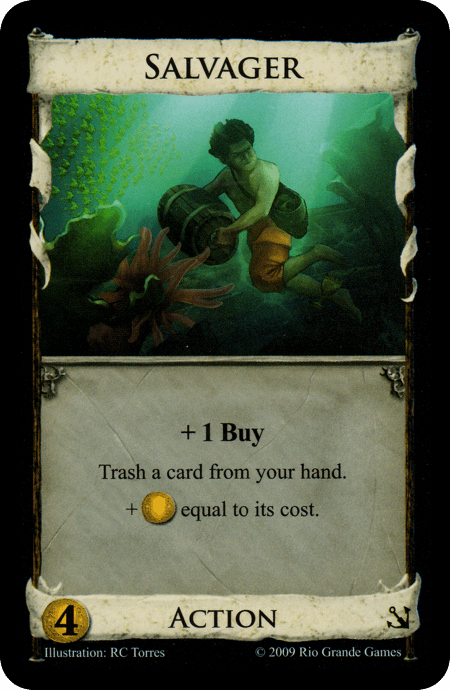 SALVAGER
+ 1 Buy
Trash a card from your hand.
+ equal to its cost.
4
ACTION
Illustration: RC Torres © 2009 Rio Grande Games